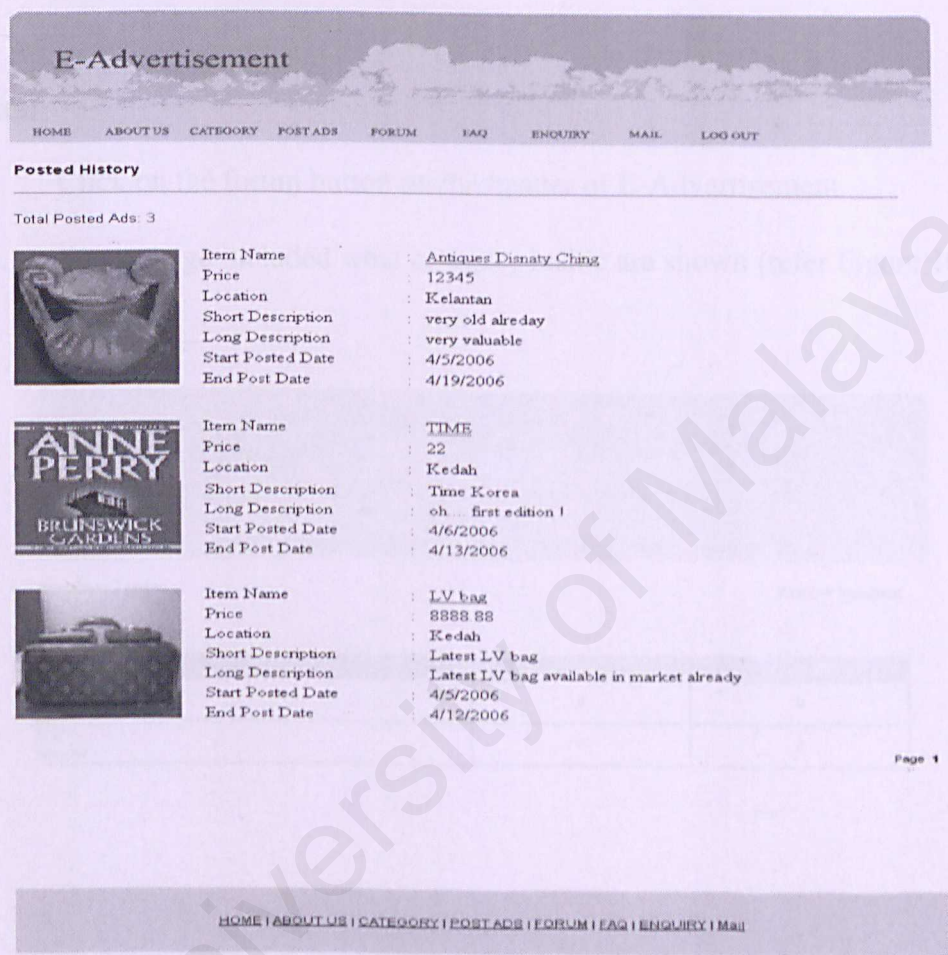 E-Advertisement
HOME ABOUT US CATEGORY POST ADS FORUM FAQ ENQUIRY MAIL LOG OUT
Posted History
Total Posted Ads: 3
Item Name : Antiques Disnaty Ching
Price : 12345
Location : Kelantan
Short Description : very old alreday
Long Description : very valuable
Start Posted Date : 4/5/2006
End Post Date : 4/19/2006
ANNE
PERRY
BRUNSWICK
GARDENS
Item Name : TIME
Price : 22
Location : Kedah
Short Description : Time Korea
Long Description : oh.... first edition !
Start Posted Date : 4/6/2006
End Post Date : 4/13/2006
Item Name : LV bag
Price : 8888.88
Location : Kedah
Short Description : Latest LV bag
Long Description : Latest LV bag available in market already
Start Posted Date : 4/5/2006
End Post Date : 4/12/2006
Page 1
HOME | ABOUT US | CATEGORY | POST ADS | FORUM | FAQ | ENQUIRY | Mail
University of Malaya